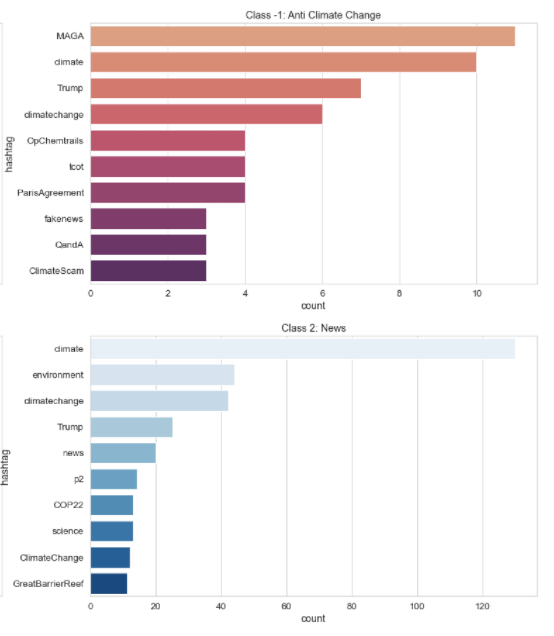 Class -1: Anti Climate Change
MAGA
climate
Trump
climatechange
OpChemtrails
tcot
ParisAgreement
fakenews
QandA
ClimateScam
hashtag
0 2 4 6 8 10
count
Class 2: News
climate
environment
climatechange
Trump
news
p2
COP22
science
ClimateChange
GreatBarrierReef
hashtag
0 20 40 60 80 100 120
count